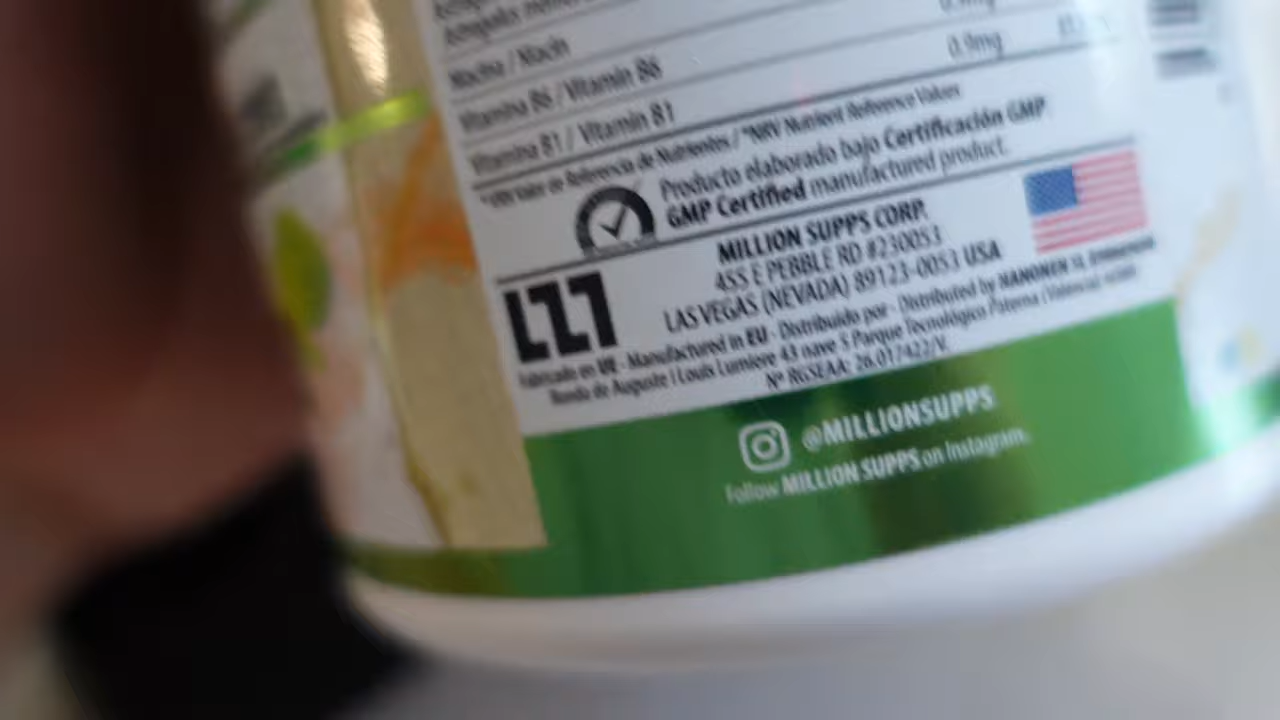 Niacina / Niacin
Vitamina B6 / Vitamin B6 0.9mg
Vitamina B1 / Vitamin B1
Valor de Referencia de Nutrientes / *NRV Nutrient Reference Values
Producto elaborado bajo Certificación GMP
GMP Certified manufactured product.
MILLION SUPPS CORP.
455 E PEBBLE RD #230053
LAS VEGAS (NEVADA) 89123-0053 USA
Fabricado en UE - Manufactured in EU - Distribuido por - Distributed by
Ronda de Auguste i Louis Lumiere 43 nave 5 Parque Tecnológico Paterna (Valencia)
Nº RGSEAA: 26.017422/V.
@MILLIONSUPPS
Follow MILLION SUPPS on Instagram.